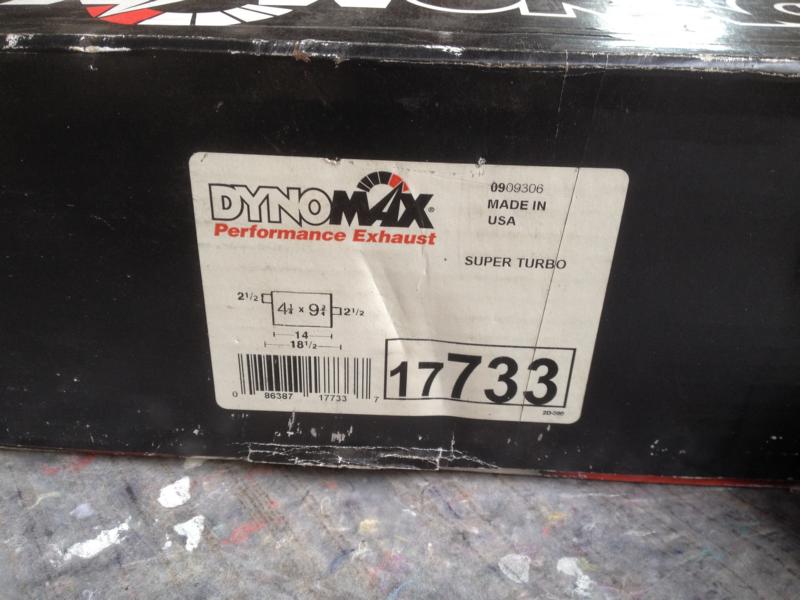 DYNOMAX®
Performance Exhaust
0909306
MADE IN
USA
SUPER TURBO
2 1/2
4 1/8 x 9 3/4
2 1/2
14
18 1/2
0 86387 17733 7
17733